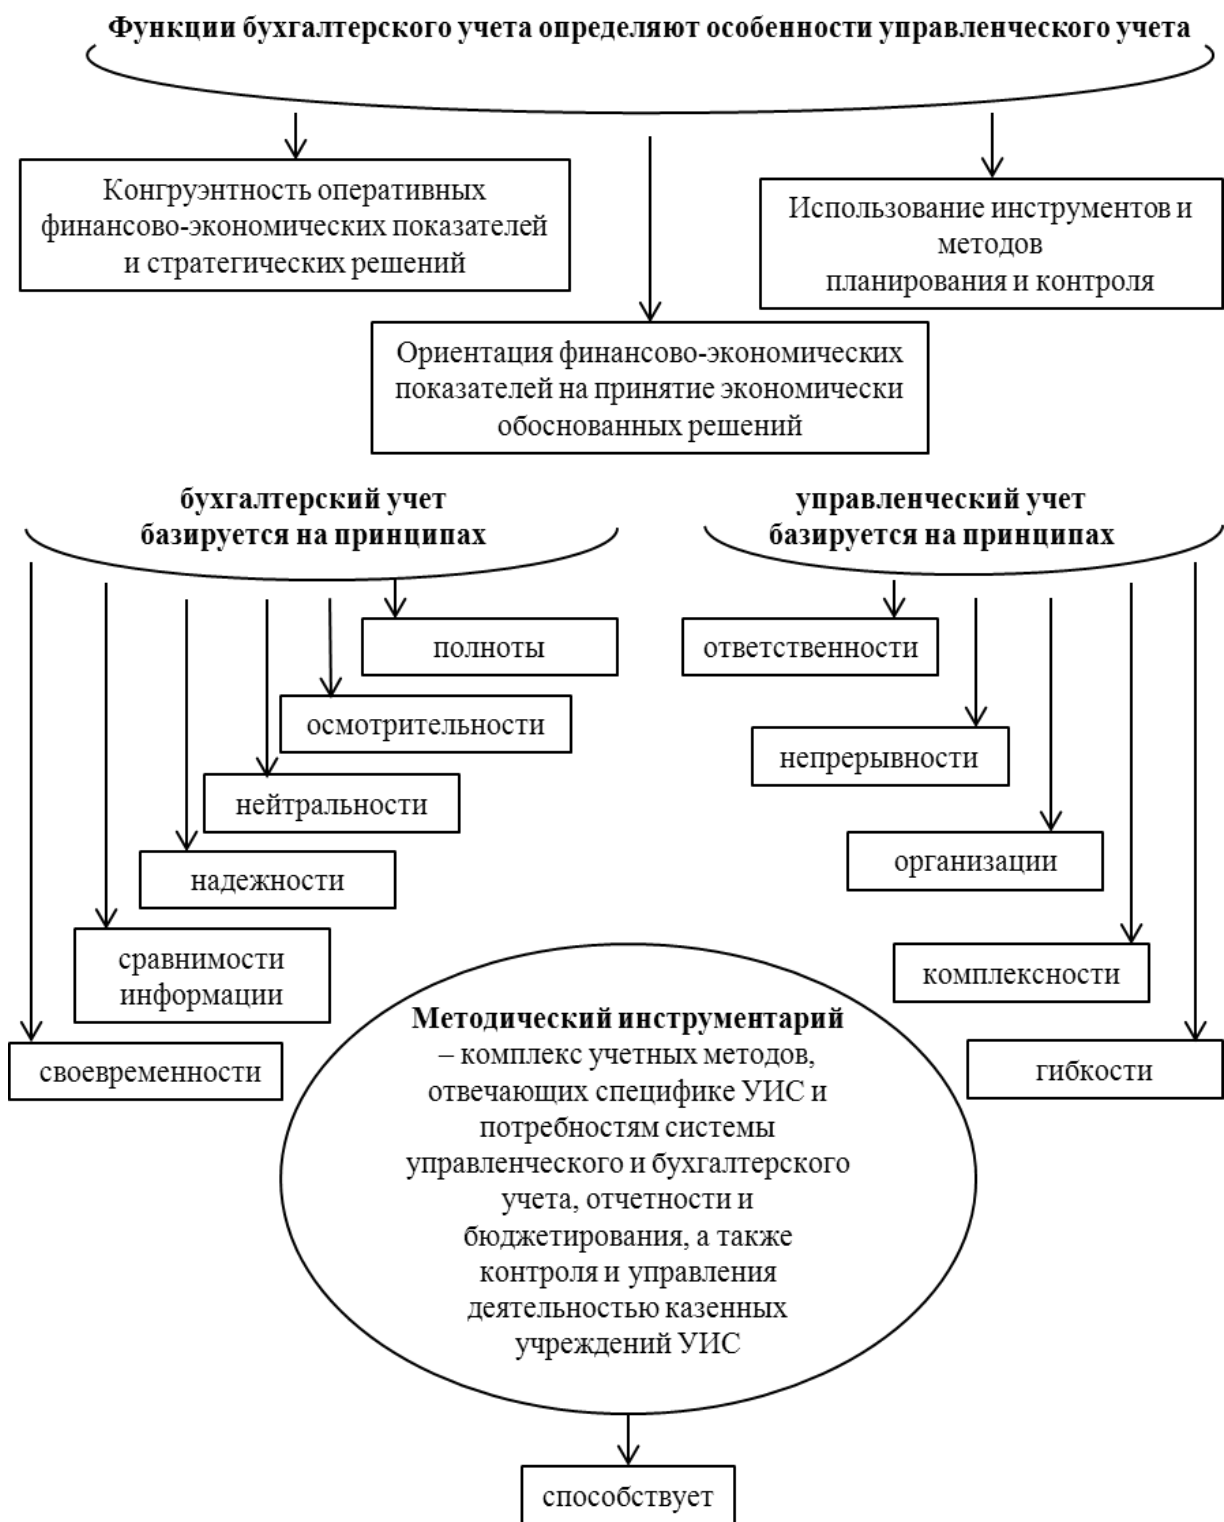 Функции бухгалтерского учета определяют особенности управленческого учета
Конгруэнтность оперативных
финансово-экономических показателей
и стратегических решений
Использование инструментов и
методов
планирования и контроля
Ориентация финансово-экономических
показателей на принятие экономически
обоснованных решений
бухгалтерский учет
базируется на принципах
полноты
осмотрительности
нейтральности
надежности
сравнимости
информации
своевременности
управленческий учет
базируется на принципах
ответственности
непрерывности
организации
комплексности
гибкости
Методический инструментарий
– комплекс учетных методов,
отвечающих специфике УИС и
потребностям системы
управленческого и бухгалтерского
учета, отчетности и
бюджетирования, а также
контроля и управления
деятельностью казенных
учреждений УИС
способствует